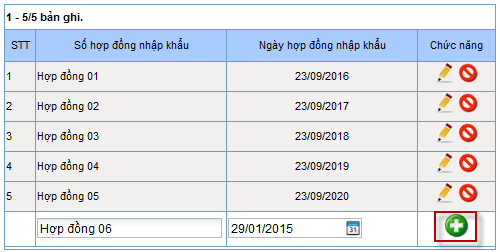 1 - 5/5 bản ghi.
STT Số hợp đồng nhập khẩu Ngày hợp đồng nhập khẩu Chức năng
1 Hợp đồng 01 23/09/2016
2 Hợp đồng 02 23/09/2017
3 Hợp đồng 03 23/09/2018
4 Hợp đồng 04 23/09/2019
5 Hợp đồng 05 23/09/2020
Hợp đồng 06 29/01/2015 31